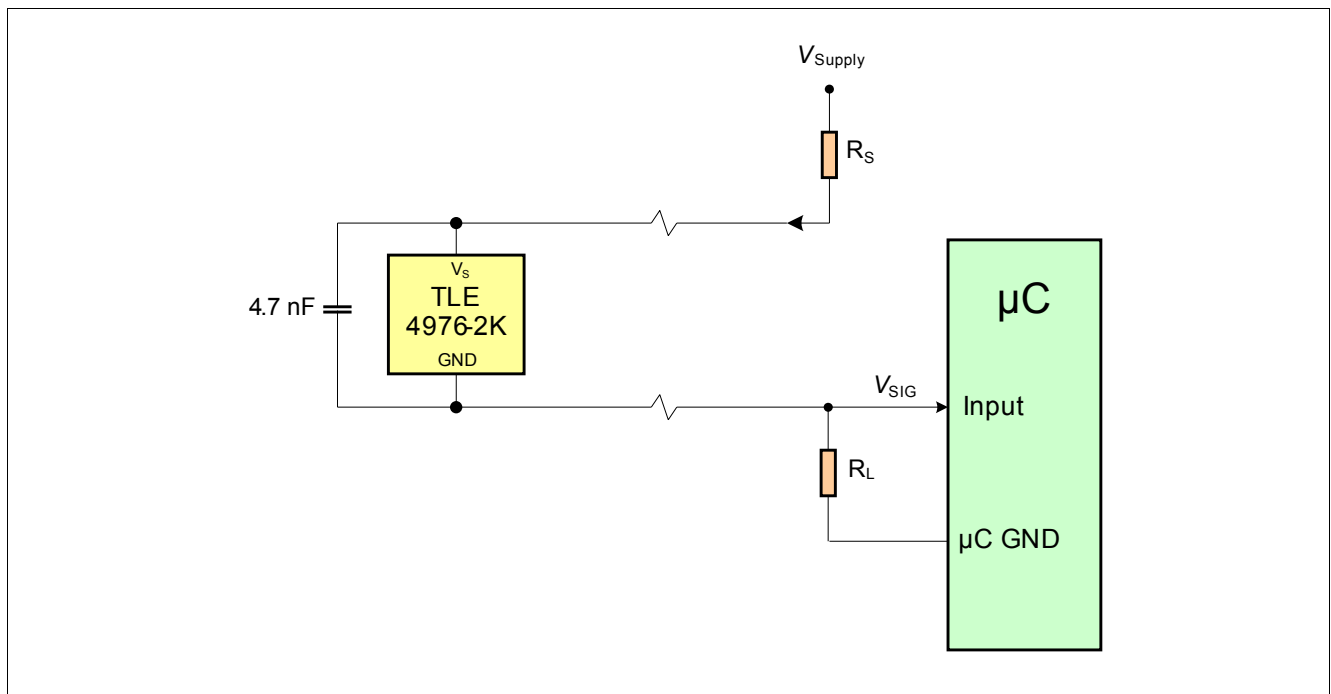 VSupply
RS
VS
TLE
4976-2K
GND
4.7 nF
µC
VSIG
Input
RL
µC GND